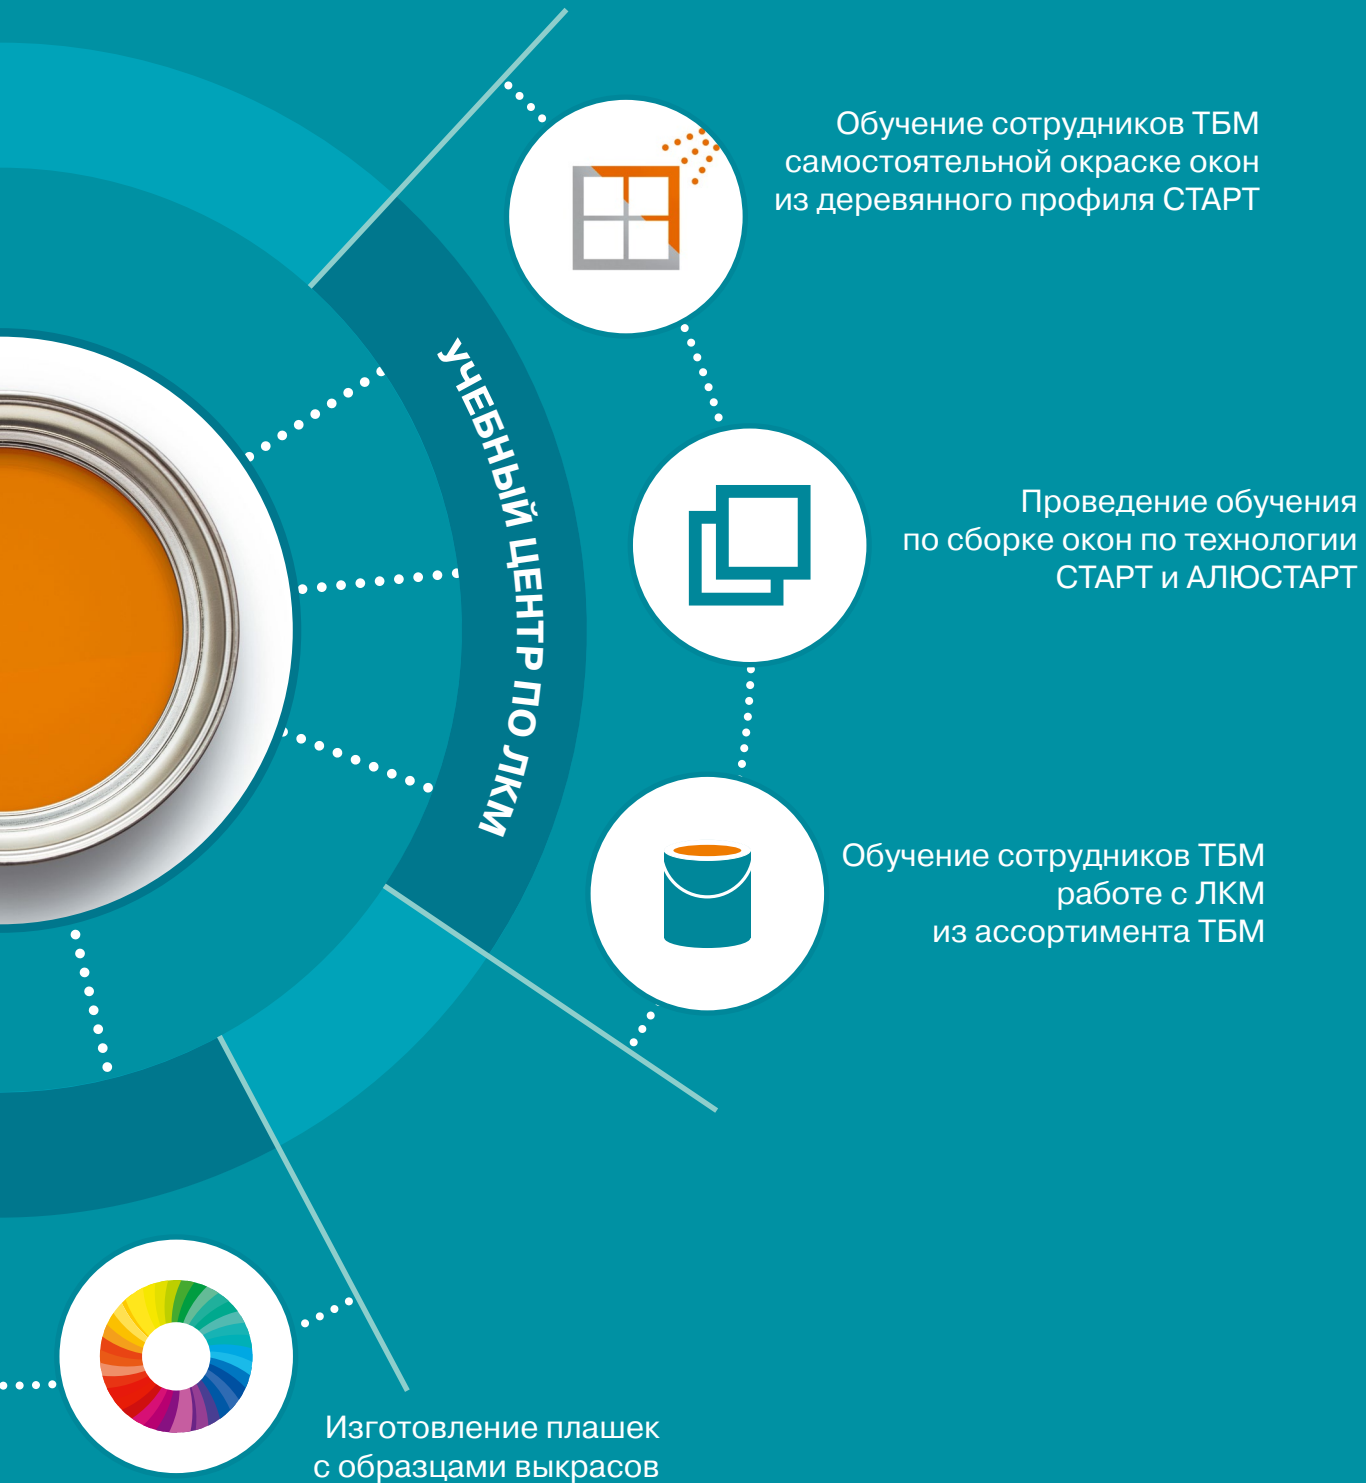 Обучение сотрудников ТБМ
самостоятельной окраске окон
из деревянного профиля СТАРТ
УЧЕБНЫЙ ЦЕНТР ПО ЛКМ
Проведение обучения
по сборке окон по технологии
СТАРТ и АЛЮСТАРТ
Обучение сотрудников ТБМ
работе с ЛКМ
из ассортимента ТБМ
Изготовление плашек
с образцами выкрасов